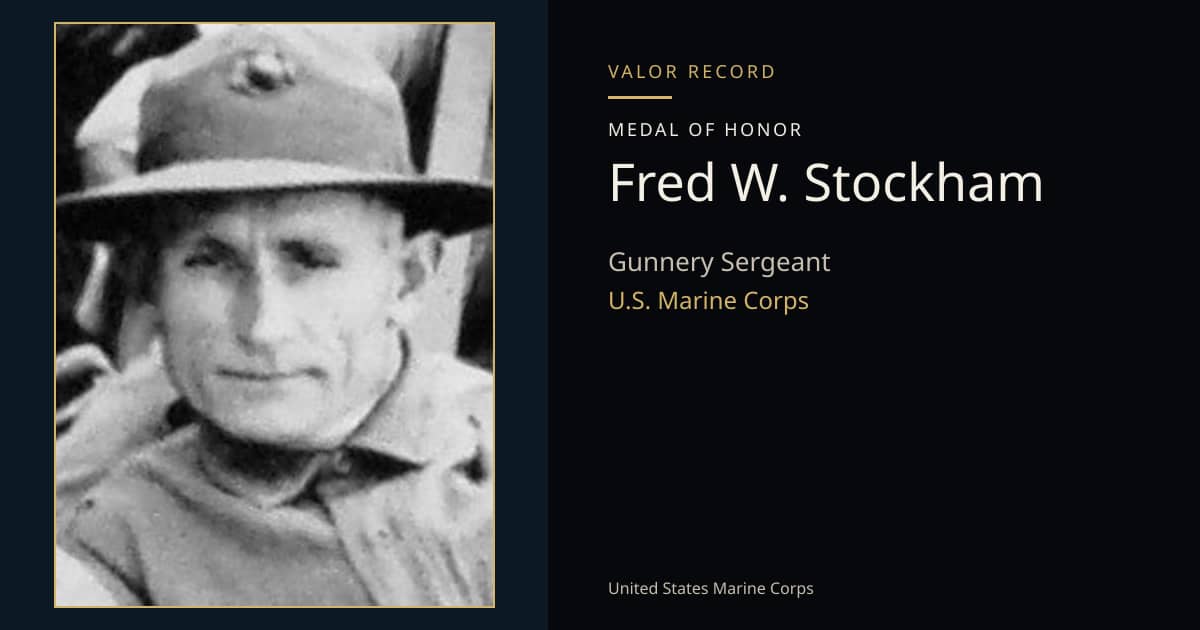 VALOR RECORD
MEDAL OF HONOR
Fred W. Stockham
Gunnery Sergeant
U.S. Marine Corps
United States Marine Corps